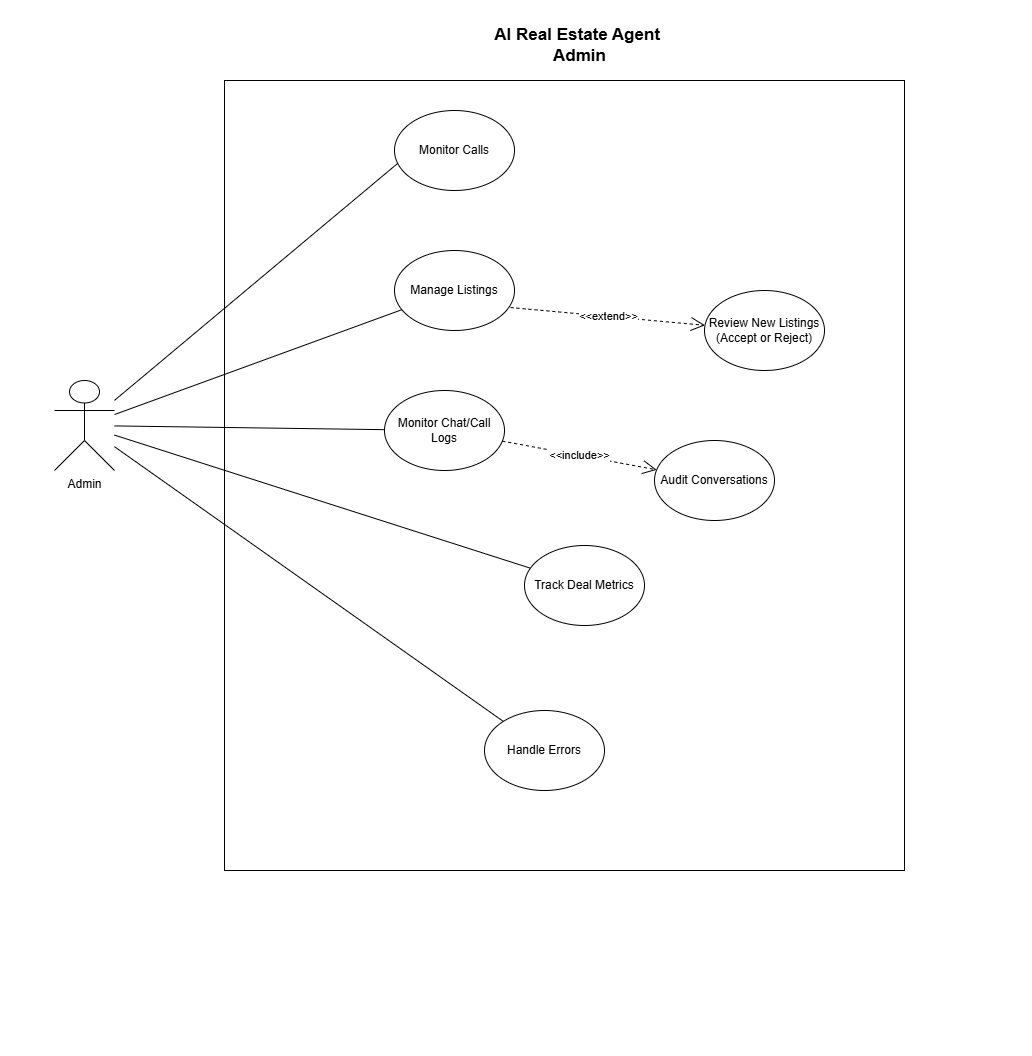 AI Real Estate Agent
Admin
Monitor Calls
Manage Listings
<<extend>>
Review New Listings
(Accept or Reject)
Monitor Chat/Call
Logs
<<include>>
Audit Conversations
Admin
Track Deal Metrics
Handle Errors